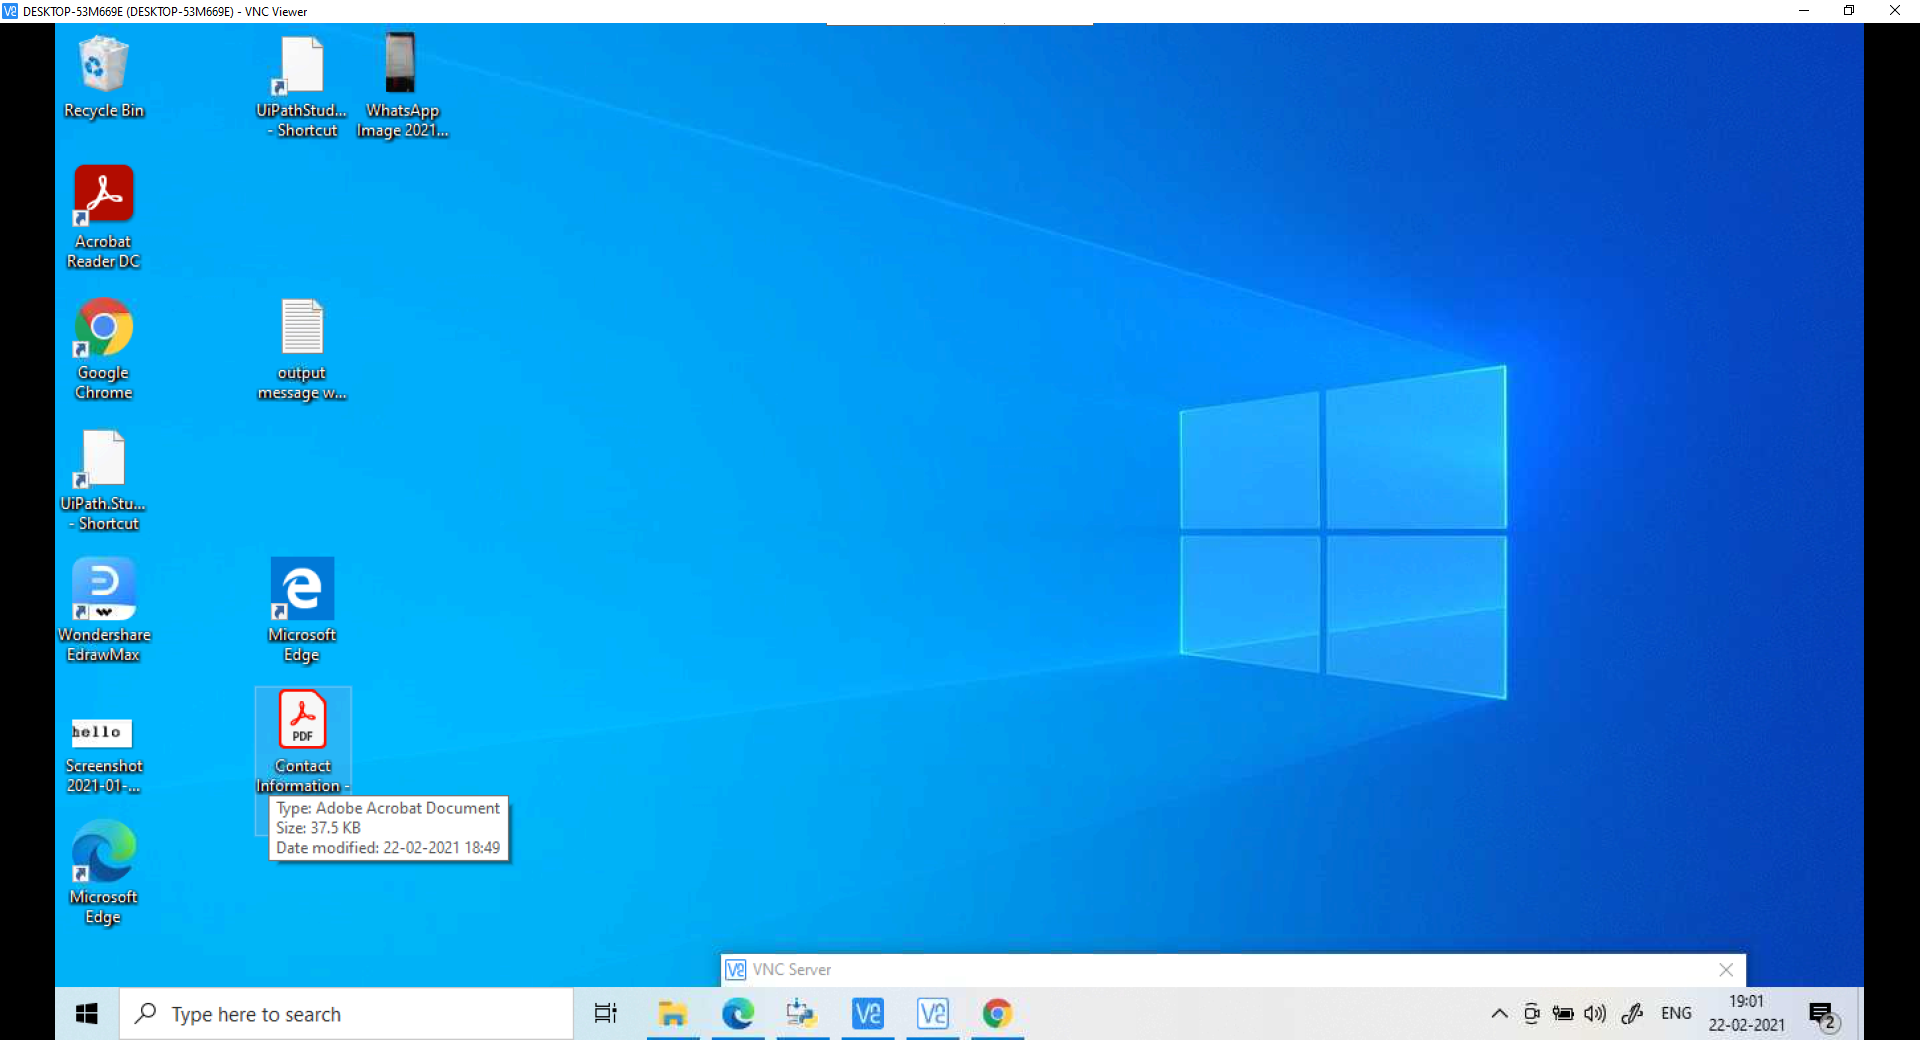 DESKTOP-53M669E (DESKTOP-53M669E) - VNC Viewer
Recycle Bin
UiPathStud...
- Shortcut
WhatsApp
Image 2021...
Acrobat
Reader DC
Google
Chrome
output
message w...
UiPath.Stu...
- Shortcut
Wondershare
EdrawMax
Microsoft
Edge
hello
Screenshot
2021-01-...
PDF
Contact
Information -
Type: Adobe Acrobat Document
Size: 37.5 KB
Date modified: 22-02-2021 18:49
Microsoft
Edge
VNC Server
Type here to search
ENG
19:01
22-02-2021
2